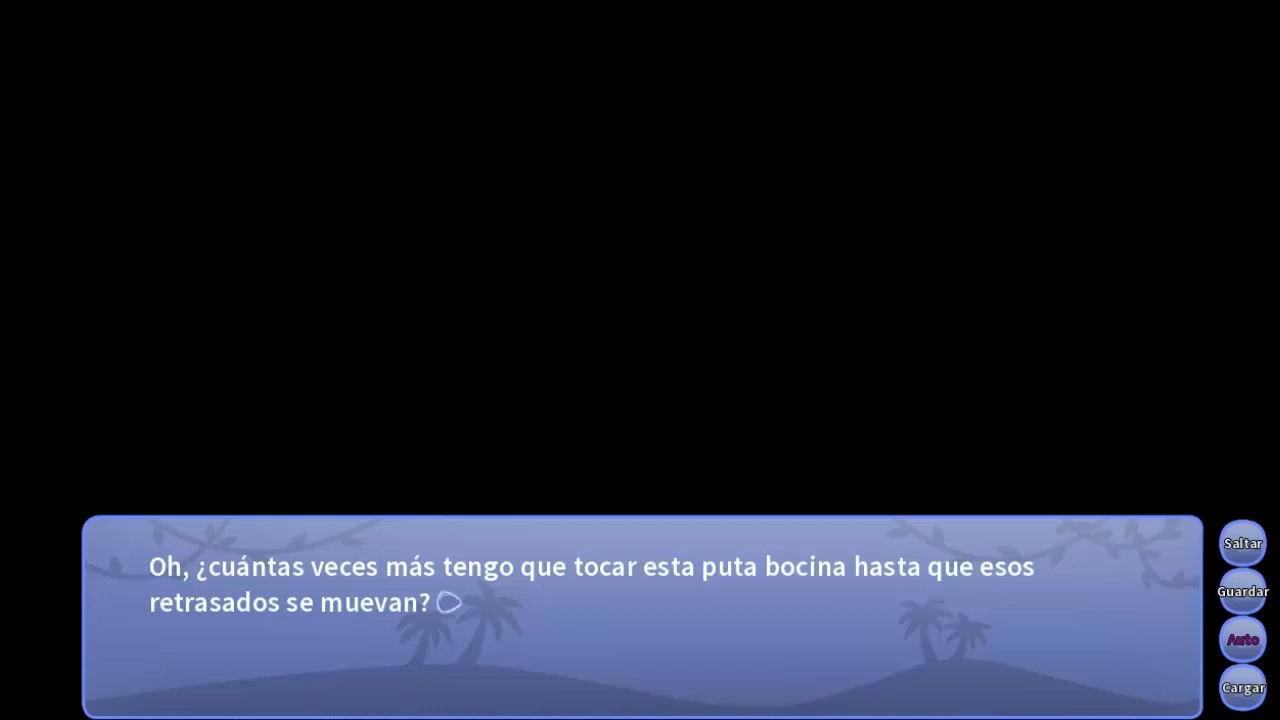 Oh, ¿cuántas veces más tengo que tocar esta puta bocina hasta que esos
retrasados se muevan?
Saltar
Guardar
Auto
Cargar